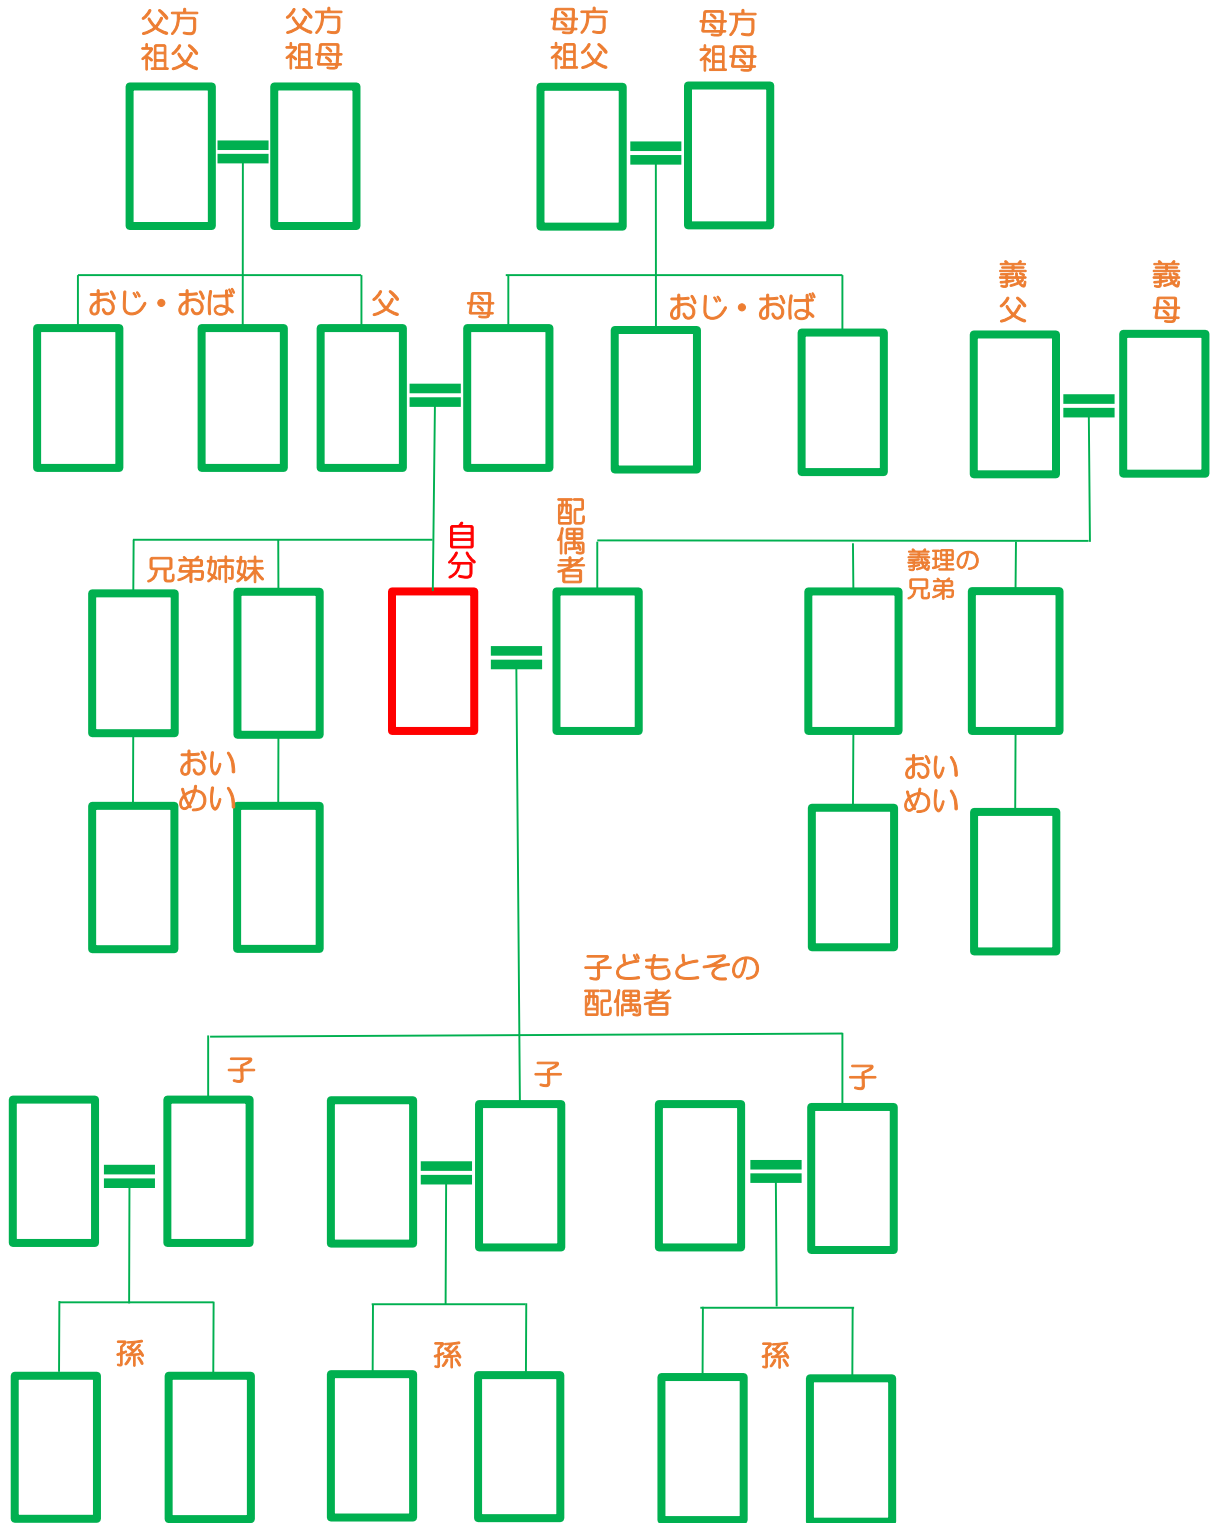 父方
祖父
父方
祖母
母方
祖父
母方
祖母
おじ・おば
父
母
おじ・おば
義
父
義
母
兄弟姉妹
自
分
配
偶
者
義理の
兄弟
おい
めい
おい
めい
子どもとその
配偶者
子
子
子
孫
孫
孫